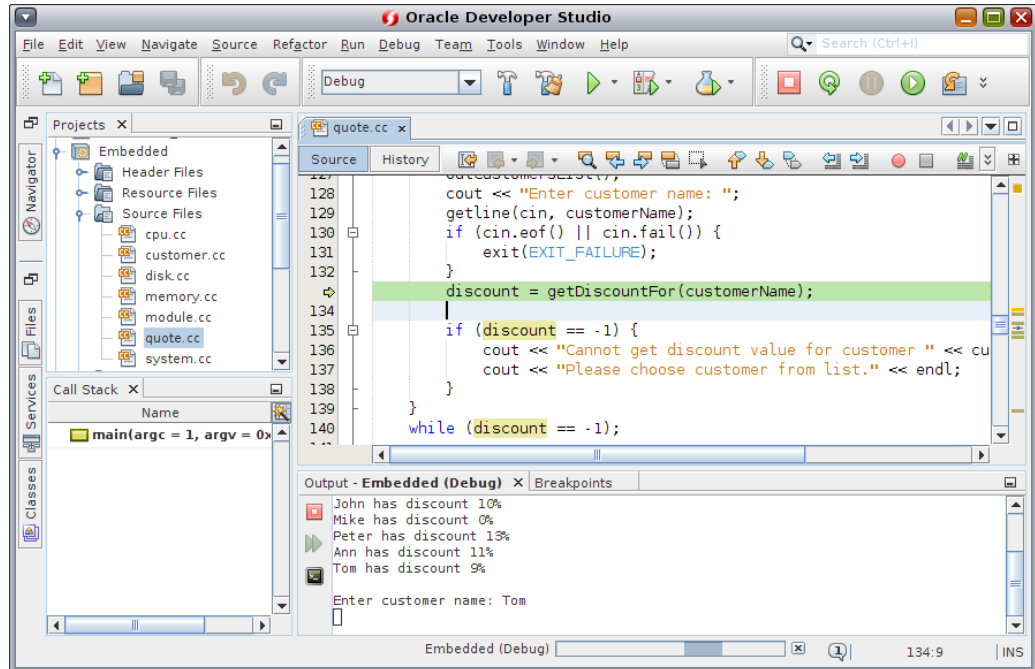 Oracle Developer Studio
File Edit View Navigate Source Refactor Run Debug Team Tools Window Help
Search (Ctrl+I)
Debug
Projects
Embedded
Header Files
Resource Files
Source Files
cpu.cc
customer.cc
disk.cc
memory.cc
module.cc
quote.cc
system.cc
Navigator
Files
Services
Classes
Call Stack
Name
main(argc = 1, argv = 0x
quote.cc
Source History
127 outCustomersList();
128 cout << "Enter customer name: ";
129 getline(cin, customerName);
130 if (cin.eof() || cin.fail()) {
131 exit(EXIT_FAILURE);
132 }
discount = getDiscountFor(customerName);
134
135 if (discount == -1) {
136 cout << "Cannot get discount value for customer " << cu
137 cout << "Please choose customer from list." << endl;
138 }
139 }
140 while (discount == -1);
Output - Embedded (Debug) Breakpoints
John has discount 10%
Mike has discount 0%
Peter has discount 13%
Ann has discount 11%
Tom has discount 9%
Enter customer name: Tom
Embedded (Debug) 1 134:9 INS